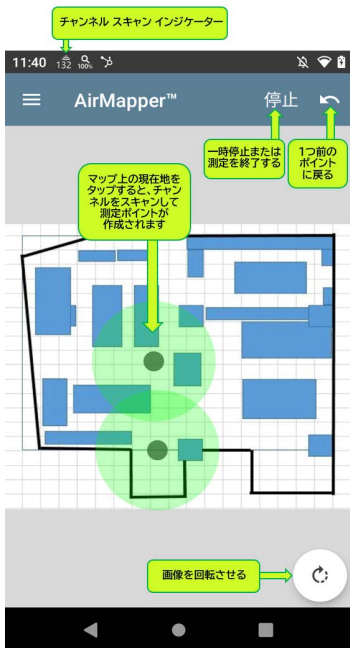 チャンネル スキャン インジケーター
11:40 132 100%
AirMapper™ 停止
一時停止または
測定を終了する
1つ前の
ポイント
に戻る
マップ上の現在地を
タップすると、チャン
ネルをスキャンして
測定ポイントが
作成されます
画像を回転させる